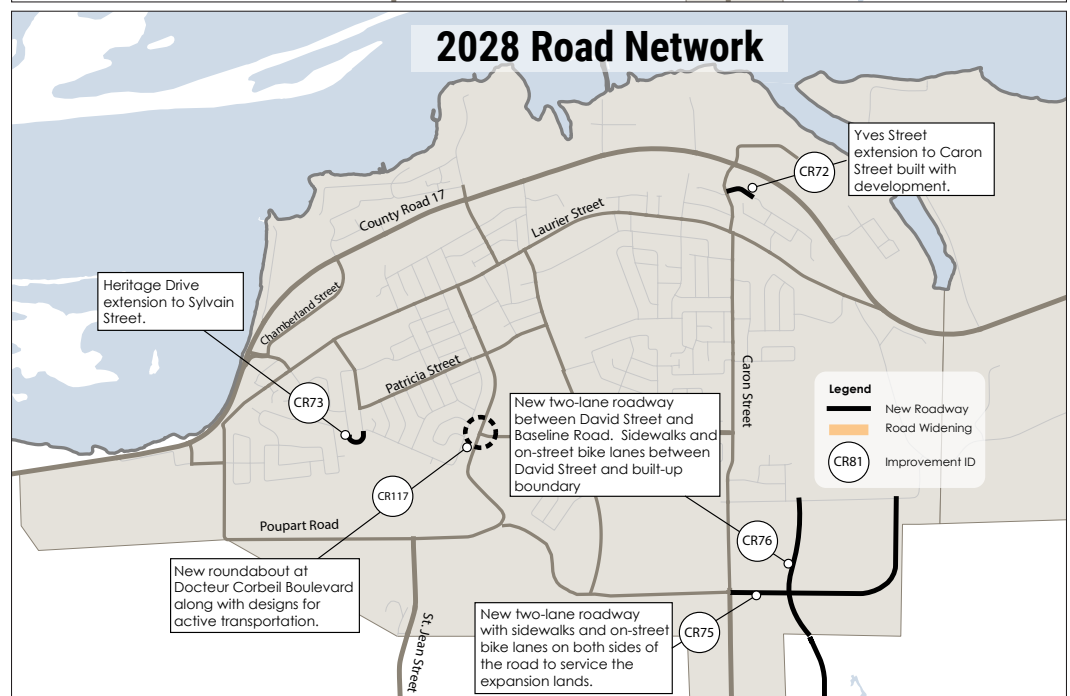 2028 Road Network
Yves Street
extension to Caron
Street built with
development.
CR72
County Road 17
Laurier Street
Heritage Drive
extension to Sylvain
Street.
Chamberland Street
Patricia Street
Caron Street
CR73
New two-lane roadway
between David Street and
Baseline Road. Sidewalks and
on-street bike lanes between
David Street and built-up
boundary
Legend
New Roadway
Road Widening
CR81
Improvement ID
CR117
Poupart Road
CR76
New roundabout at
Docteur Corbeil Boulevard
along with designs for
active transportation.
St. Jean Street
New two-lane roadway
with sidewalks and on-street
bike lanes on both sides of
the road to service the
expansion lands.
CR75